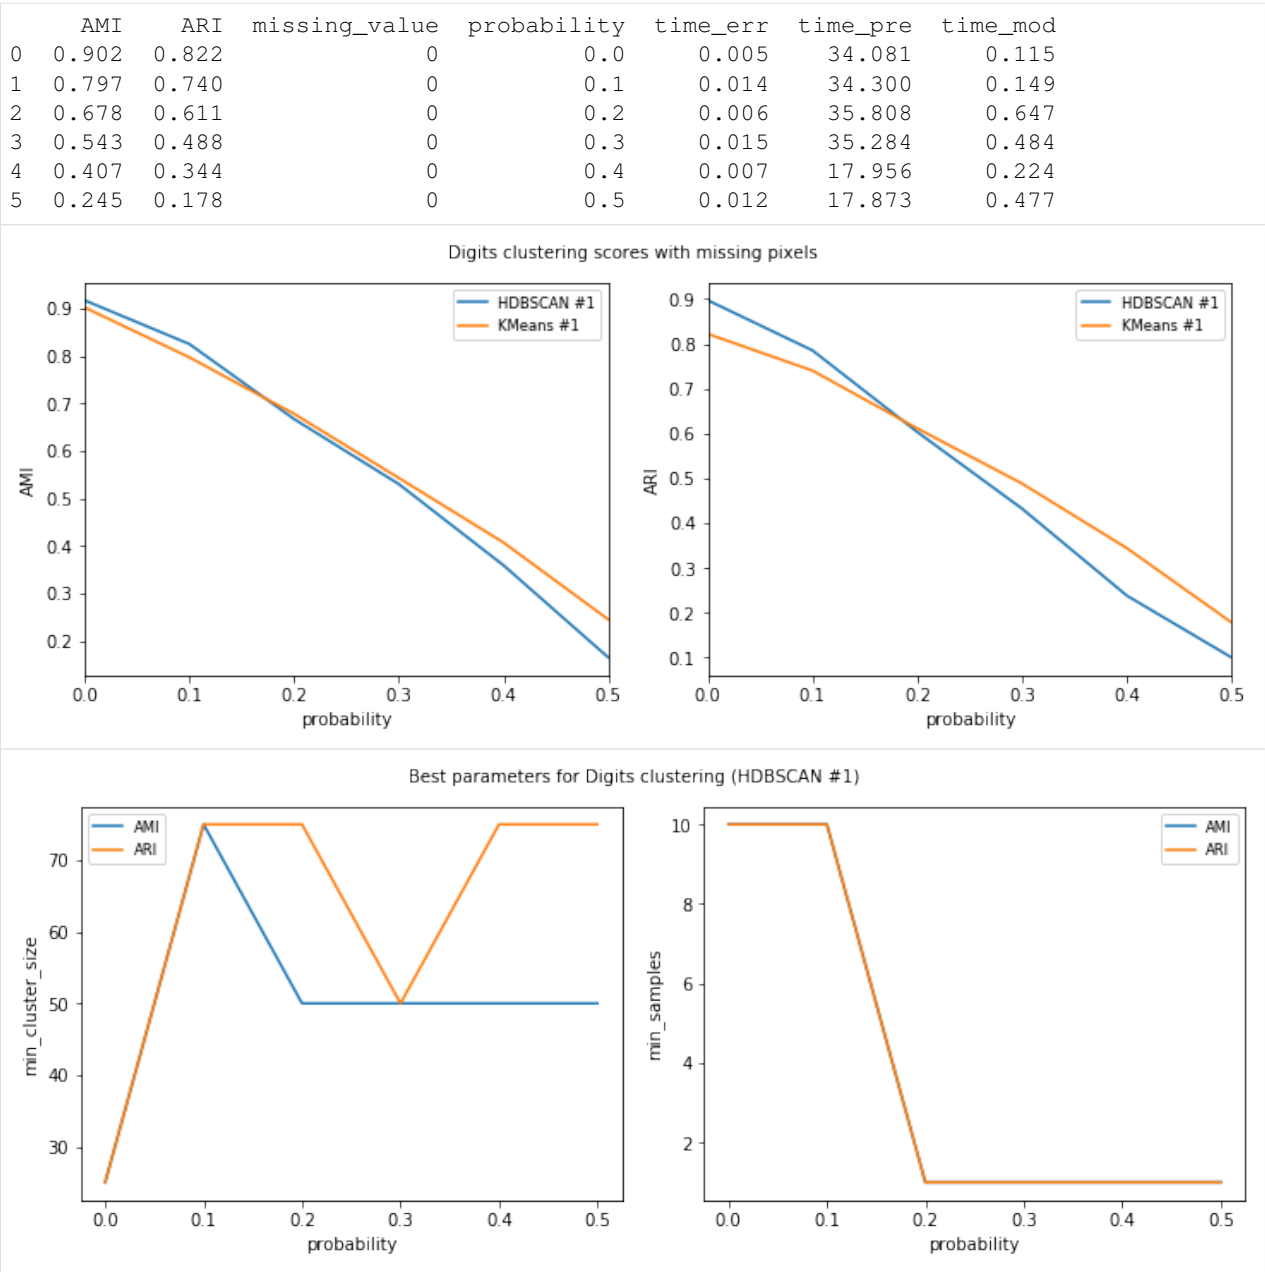 AMI ARI missing_value probability time_err time_pre time_mod
0 0.902 0.822 0 0.0 0.005 34.081 0.115
1 0.797 0.740 0 0.1 0.014 34.300 0.149
2 0.678 0.611 0 0.2 0.006 35.808 0.647
3 0.543 0.488 0 0.3 0.015 35.284 0.484
4 0.407 0.344 0 0.4 0.007 17.956 0.224
5 0.245 0.178 0 0.5 0.012 17.873 0.477
Digits clustering scores with missing pixels
HDBSCAN #1
KMeans #1
0.9
0.8
0.7
0.6
0.5
0.4
0.3
0.2
AMI
0.0 0.1 0.2 0.3 0.4 0.5
probability
HDBSCAN #1
KMeans #1
0.9
0.8
0.7
0.6
0.5
0.4
0.3
0.2
0.1
ARI
0.0 0.1 0.2 0.3 0.4 0.5
probability
Best parameters for Digits clustering (HDBSCAN #1)
AMI
ARI
70
60
50
40
30
min_cluster_size
0.0 0.1 0.2 0.3 0.4 0.5
probability
AMI
ARI
10
8
6
4
2
min_samples
0.0 0.1 0.2 0.3 0.4 0.5
probability